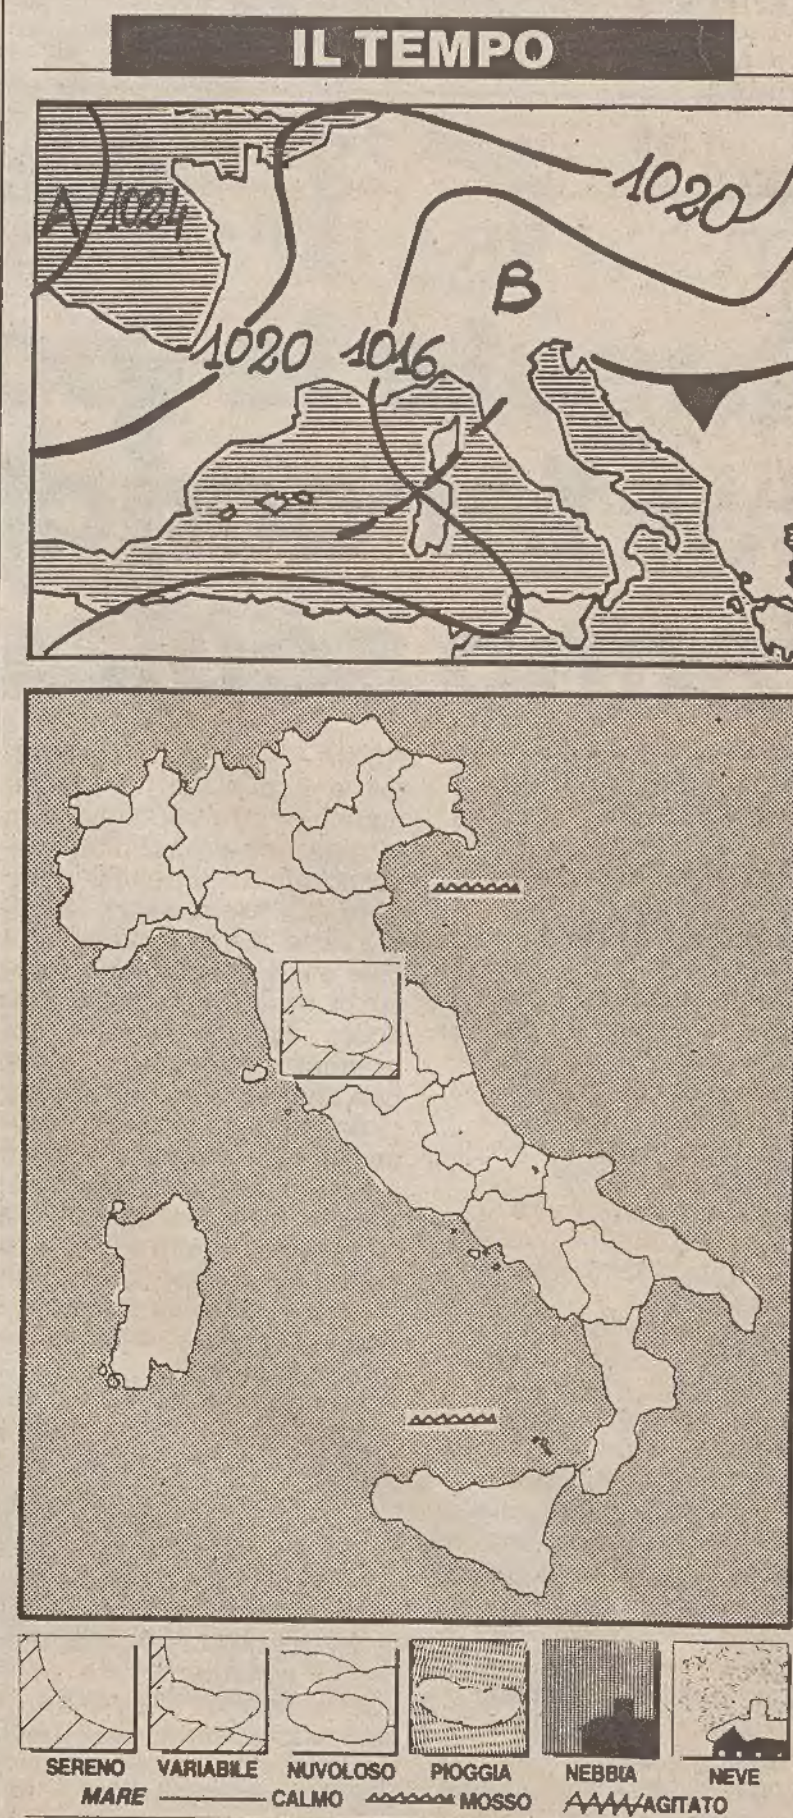 IL TEMPO
1020
A 1024
B
1020 1016
SERENO VARIABILE NUVOLOSO PIOGGIA NEBBIA NEVE
MARE CALMO MOSSO AGITATO